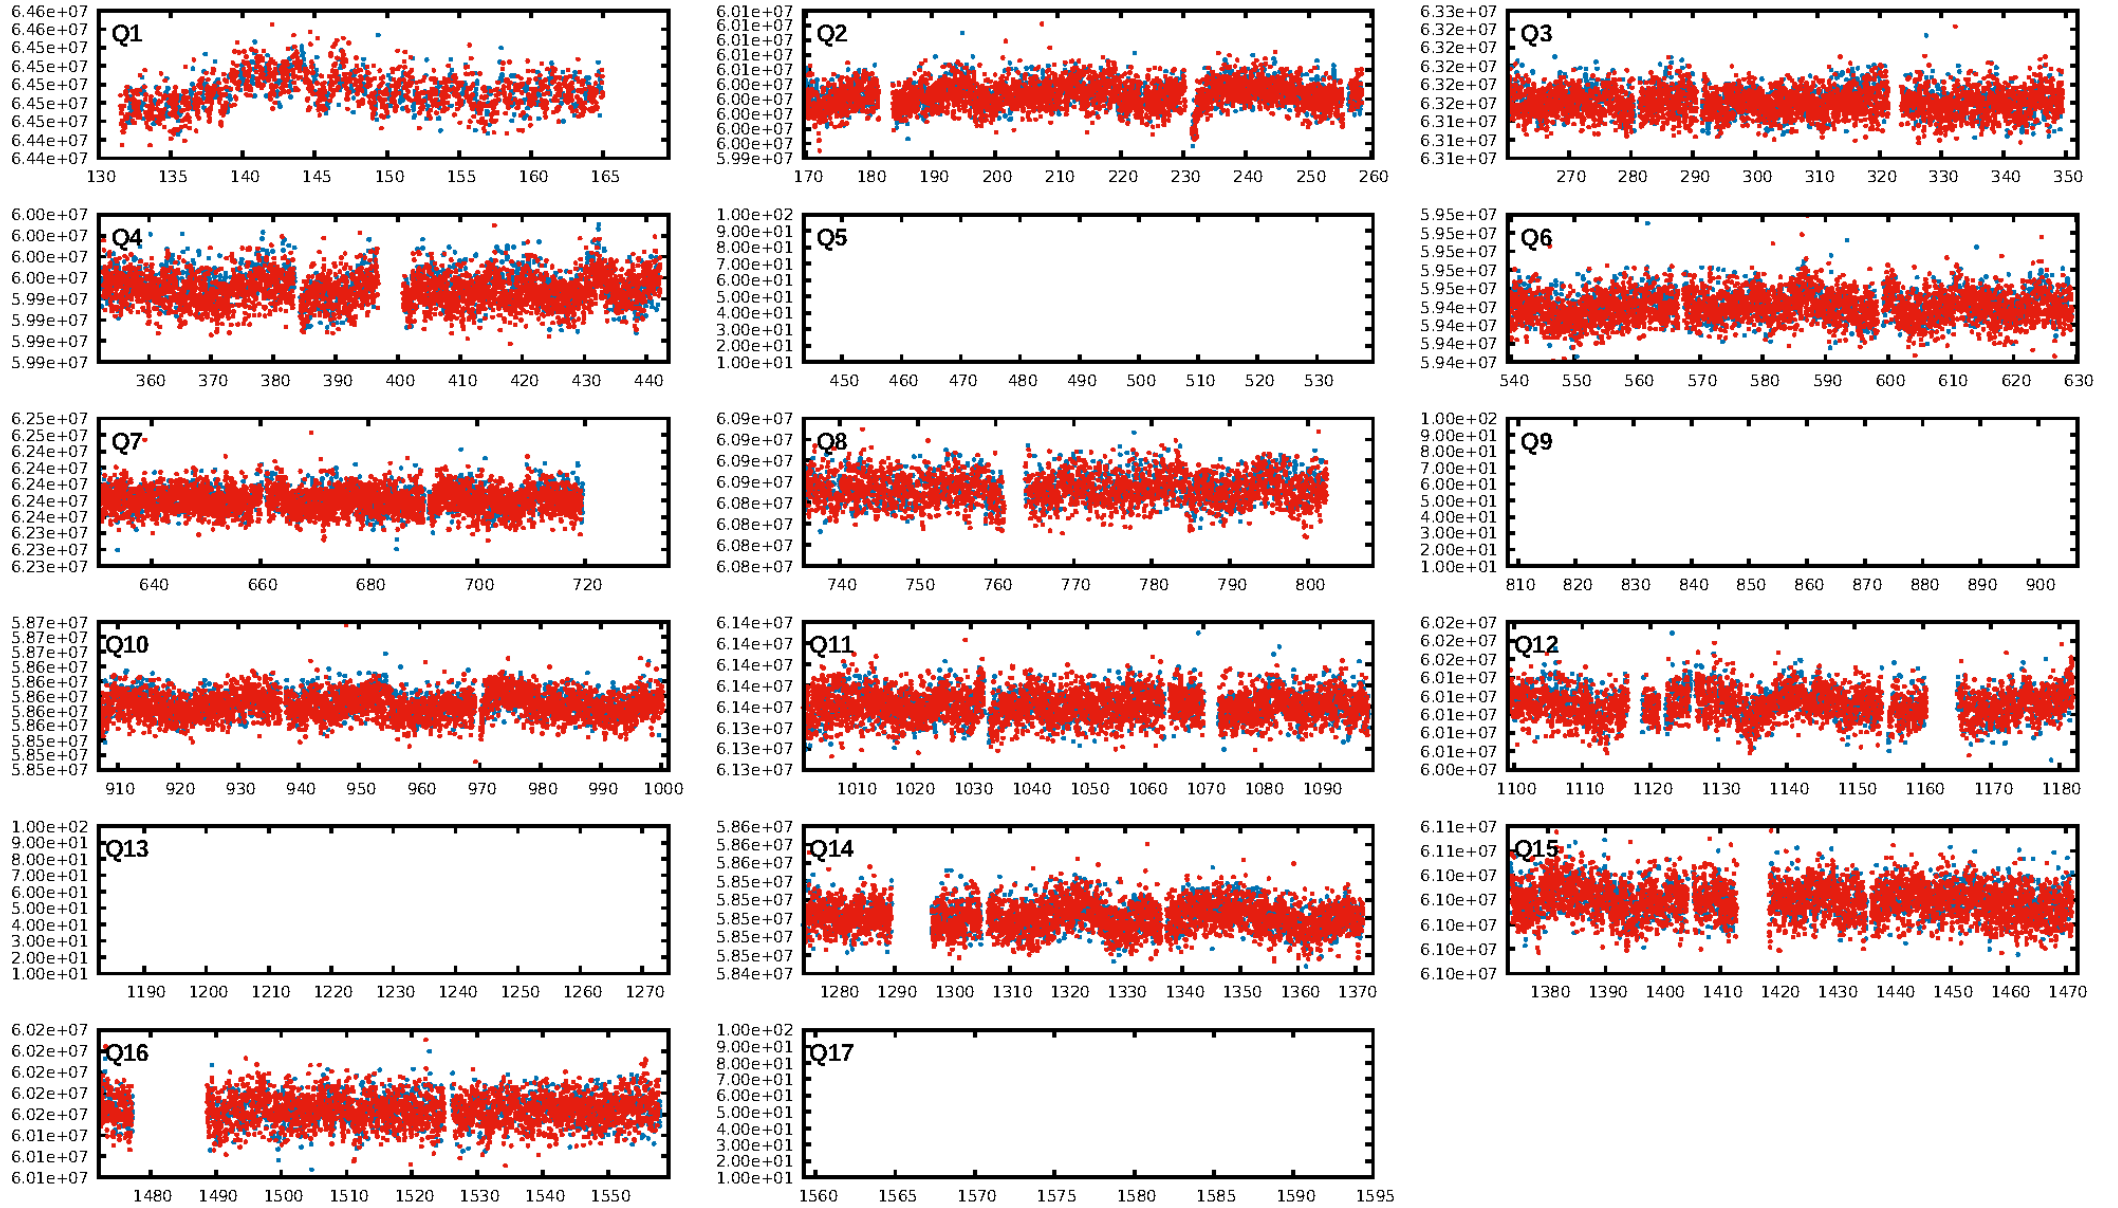 Q1
6.46e+07
6.46e+07
6.45e+07
6.45e+07
6.45e+07
6.45e+07
6.45e+07
6.44e+07
6.44e+07
130 135 140 145 150 155 160 165
Q2
6.01e+07
6.01e+07
6.01e+07
6.01e+07
6.01e+07
6.00e+07
6.00e+07
6.00e+07
6.00e+07
6.00e+07
5.99e+07
170 180 190 200 210 220 230 240 250 260
Q3
6.33e+07
6.32e+07
6.32e+07
6.32e+07
6.32e+07
6.32e+07
6.31e+07
6.31e+07
6.31e+07
270 280 290 300 310 320 330 340 350
Q4
6.00e+07
6.00e+07
6.00e+07
6.00e+07
5.99e+07
5.99e+07
5.99e+07
5.99e+07
360 370 380 390 400 410 420 430 440
Q5
1.00e+02
9.00e+01
8.00e+01
7.00e+01
6.00e+01
5.00e+01
4.00e+01
3.00e+01
2.00e+01
1.00e+01
450 460 470 480 490 500 510 520 530
Q6
5.95e+07
5.95e+07
5.95e+07
5.95e+07
5.95e+07
5.94e+07
5.94e+07
5.94e+07
5.94e+07
540 550 560 570 580 590 600 610 620 630
Q7
6.25e+07
6.25e+07
6.24e+07
6.24e+07
6.24e+07
6.24e+07
6.24e+07
6.24e+07
6.23e+07
6.23e+07
640 660 680 700 720
Q8
6.09e+07
6.09e+07
6.09e+07
6.09e+07
6.08e+07
6.08e+07
6.08e+07
6.08e+07
740 750 760 770 780 790 800
Q9
1.00e+02
9.00e+01
8.00e+01
7.00e+01
6.00e+01
5.00e+01
4.00e+01
3.00e+01
2.00e+01
1.00e+01
810 820 830 840 850 860 870 880 890 900
Q10
5.87e+07
5.87e+07
5.87e+07
5.86e+07
5.86e+07
5.86e+07
5.86e+07
5.86e+07
5.85e+07
5.85e+07
5.85e+07
910 920 930 940 950 960 970 980 990 1000
Q11
6.14e+07
6.14e+07
6.14e+07
6.14e+07
6.14e+07
6.13e+07
6.13e+07
6.13e+07
1010 1020 1030 1040 1050 1060 1070 1080 1090
Q12
6.02e+07
6.02e+07
6.02e+07
6.01e+07
6.01e+07
6.01e+07
6.01e+07
6.01e+07
6.00e+07
1100 1110 1120 1130 1140 1150 1160 1170 1180
Q13
1.00e+02
9.00e+01
8.00e+01
7.00e+01
6.00e+01
5.00e+01
4.00e+01
3.00e+01
2.00e+01
1.00e+01
1190 1200 1210 1220 1230 1240 1250 1260 1270
Q14
5.86e+07
5.86e+07
5.86e+07
5.85e+07
5.85e+07
5.85e+07
5.85e+07
5.85e+07
5.84e+07
1280 1290 1300 1310 1320 1330 1340 1350 1360 1370
Q15
6.11e+07
6.11e+07
6.10e+07
6.10e+07
6.10e+07
6.10e+07
6.10e+07
1380 1390 1400 1410 1420 1430 1440 1450 1460 1470
Q16
6.02e+07
6.02e+07
6.02e+07
6.02e+07
6.02e+07
6.01e+07
6.01e+07
6.01e+07
1480 1490 1500 1510 1520 1530 1540 1550
Q17
1.00e+02
9.00e+01
8.00e+01
7.00e+01
6.00e+01
5.00e+01
4.00e+01
3.00e+01
2.00e+01
1.00e+01
1560 1565 1570 1575 1580 1585 1590 1595